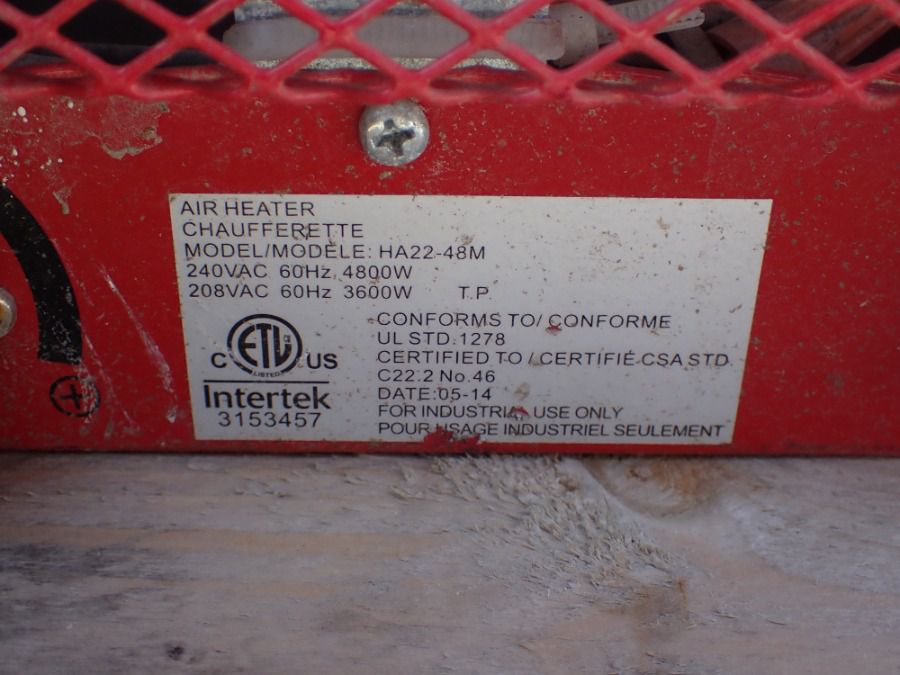 AIR HEATER
CHAUFFERETTE
MODEL/MODÈLE: HA22-48M
240VAC 60Hz 4800W
208VAC 60Hz 3600W T.P.
C ETL US
LISTED
Intertek
3153457
CONFORMS TO/ CONFORME
UL STD.1278
CERTIFIED TO / CERTIFIÉ CSA STD.
C22.2 No.46
DATE:05-14
FOR INDUSTRIAL USE ONLY
POUR USAGE INDUSTRIEL SEULEMENT